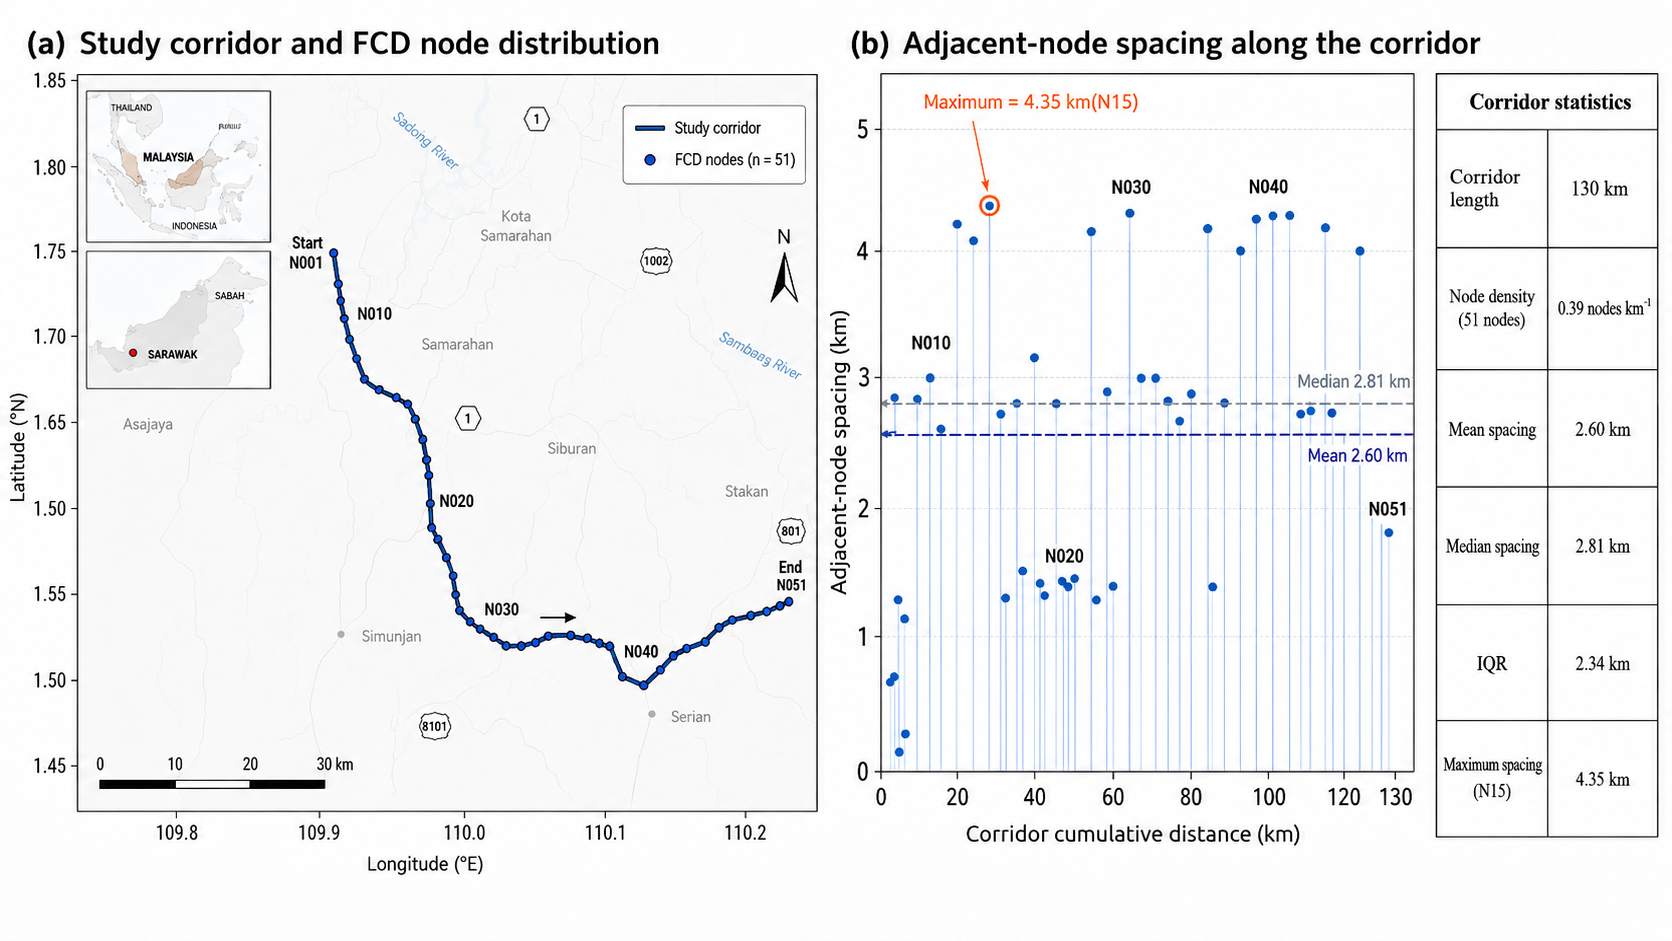 (a) Study corridor and FCD node distribution
1.85
1.80
1.75
1.70
1.65
1.50
1.55
1.50
1.45
Latitude (°N)
THAILAND
MALAYSIA
INDONESIA
SABAH
SARAWAK
Sadong River
1
Study corridor
FCD nodes (n = 51)
Kota
Samarahan
1002
N
Start
N001
N010
Samarahan
1
Asajaya
Siburan
Stakan
N020
801
End
N051
N030
Simunjan
N040
Serian
8101
0 10 20 30 km
109.8 109.9 110.0 110.1 110.2
Longitude (°E)
(b) Adjacent-node spacing along the corridor
Maximum = 4.35 km(N15)
5
4
3
2
1
0
Adjacent-node spacing (km)
N030
N040
N010
Median 2.81 km
Mean 2.60 km
N051
N020
0 20 40 60 80 100 120 130
Corridor cumulative distance (km)
Corridor statistics
Corridor
length
130 km
Node density
(51 nodes)
0.39 nodes km⁻¹
Mean spacing
2.60 km
Median spacing
2.81 km
IQR
2.34 km
Maximum spacing
(N15)
4.35 km